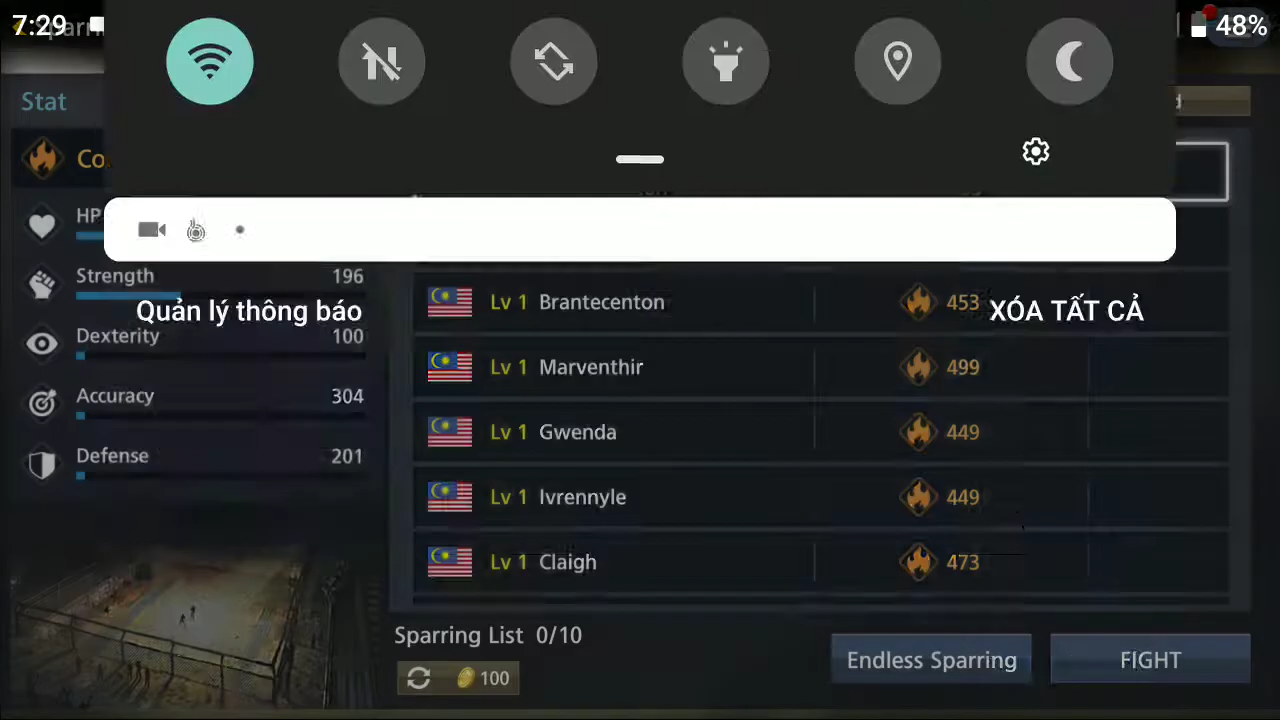 7:29
48%
Stat
HP
Strength 196
Dexterity 100
Accuracy 304
Defense 201
Quản lý thông báo
XÓA TẤT CẢ
Lv 1 Brantecenton 453
Lv 1 Marventhir 499
Lv 1 Gwenda 449
Lv 1 Ivrennyle 449
Lv 1 Claigh 473
Sparring List 0/10
100
Endless Sparring
FIGHT